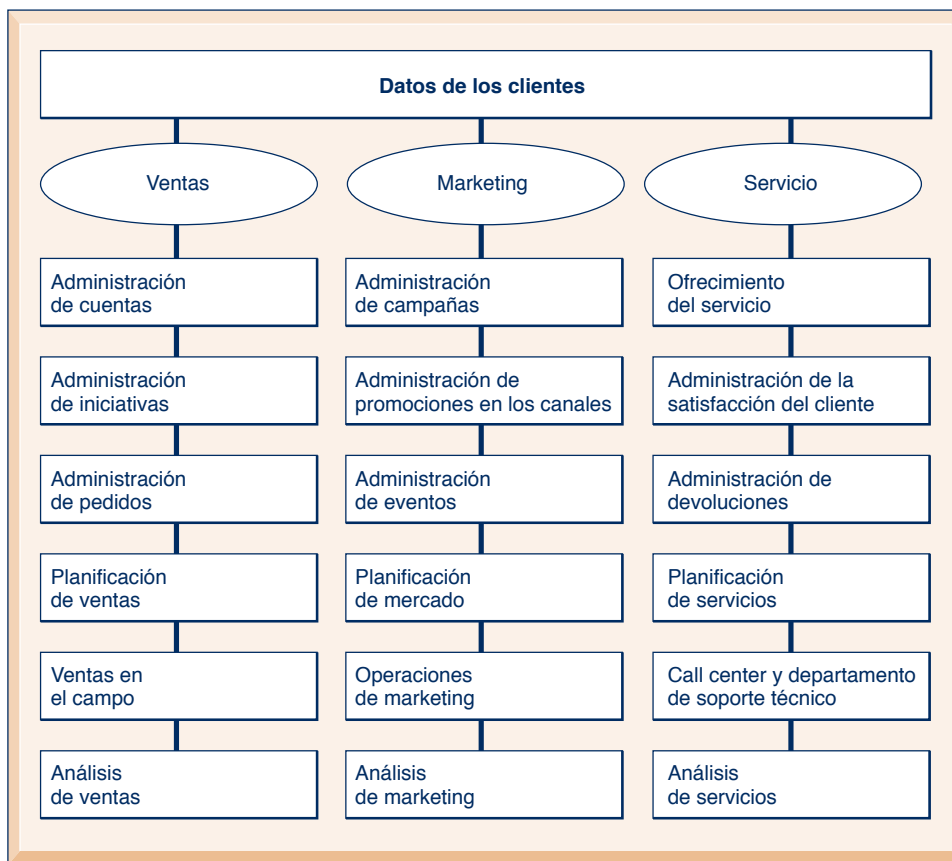 Datos de los clientes
Ventas
Administración
de cuentas
Administración
de iniciativas
Administración
de pedidos
Planificación
de ventas
Ventas en
el campo
Análisis
de ventas
Marketing
Administración
de campañas
Administración de
promociones en los canales
Administración
de eventos
Planificación
de mercado
Operaciones
de marketing
Análisis
de marketing
Servicio
Ofrecimiento
del servicio
Administración de la
satisfacción del cliente
Administración de
devoluciones
Planificación
de servicios
Call center y departamento
de soporte técnico
Análisis
de servicios